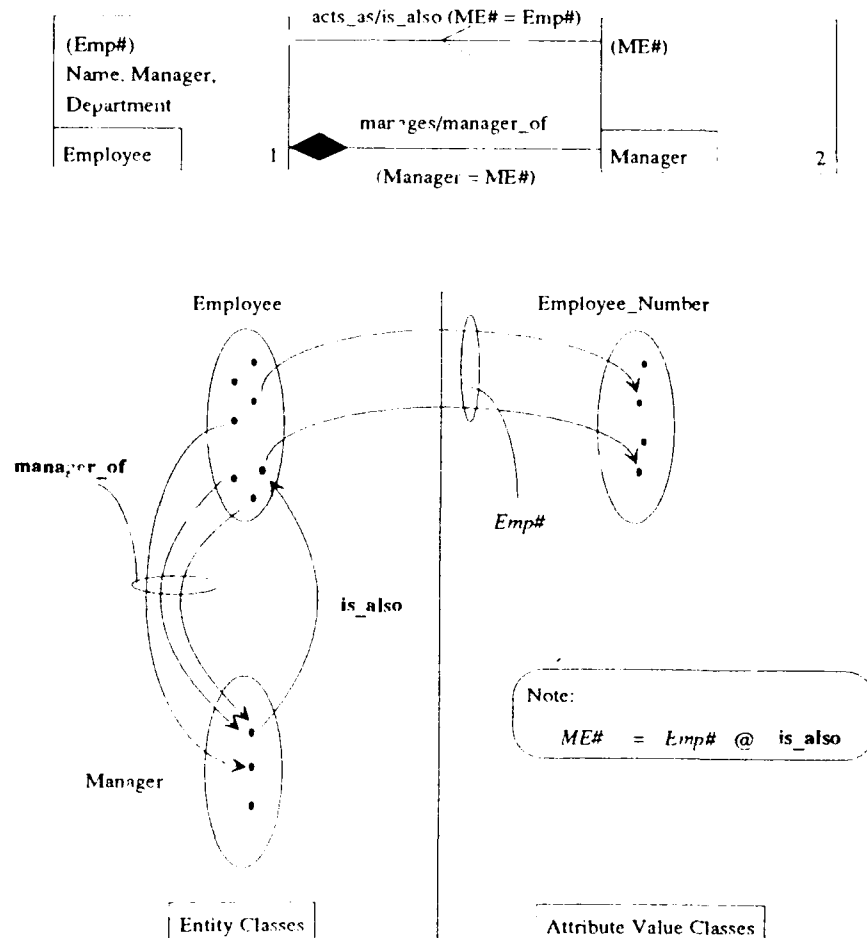 acts_as/is_also (ME# = Emp#)
(Emp#)
Name, Manager,
Department
(ME#)
manages/manager_of
Employee
1
Manager
2
(Manager = ME#)
Employee
Employee_Number
manager_of
Emp#
is_also
Note:
ME# = Emp# @ is_also
Manager
Entity Classes
Attribute Value Classes